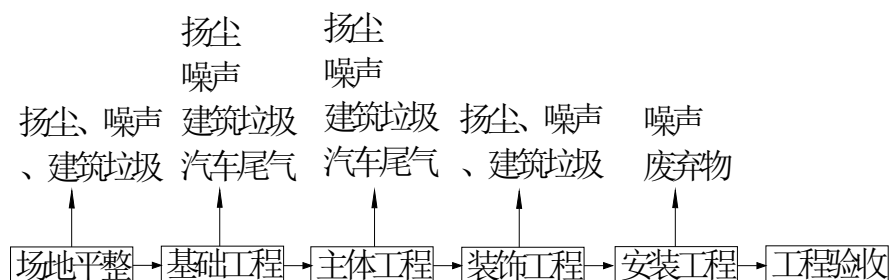 扬尘
噪声
建筑垃圾
汽车尾气
扬尘
噪声
建筑垃圾
汽车尾气
扬尘、噪声
、建筑垃圾
扬尘、噪声
、建筑垃圾
噪声
废弃物
场地平整
基础工程
主体工程
装饰工程
安装工程
工程验收